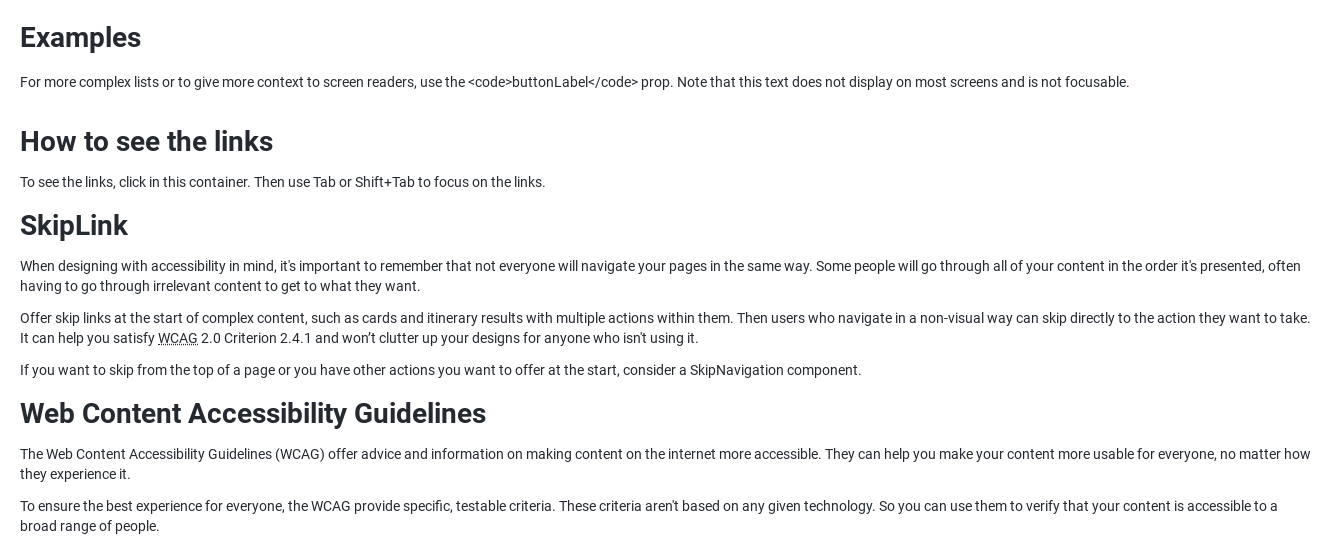 Examples
For more complex lists or to give more context to screen readers, use the <code>buttonLabel</code> prop. Note that this text does not display on most screens and is not focusable.
How to see the links
To see the links, click in this container. Then use Tab or Shift+Tab to focus on the links.
SkipLink
When designing with accessibility in mind, it's important to remember that not everyone will navigate your pages in the same way. Some people will go through all of your content in the order it's presented, often
having to go through irrelevant content to get to what they want.
Offer skip links at the start of complex content, such as cards and itinerary results with multiple actions within them. Then users who navigate in a non-visual way can skip directly to the action they want to take.
It can help you satisfy WCAG 2.0 Criterion 2.4.1 and won’t clutter up your designs for anyone who isn't using it.
If you want to skip from the top of a page or you have other actions you want to offer at the start, consider a SkipNavigation component.
Web Content Accessibility Guidelines
The Web Content Accessibility Guidelines (WCAG) offer advice and information on making content on the internet more accessible. They can help you make your content more usable for everyone, no matter how
they experience it.
To ensure the best experience for everyone, the WCAG provide specific, testable criteria. These criteria aren't based on any given technology. So you can use them to verify that your content is accessible to a
broad range of people.